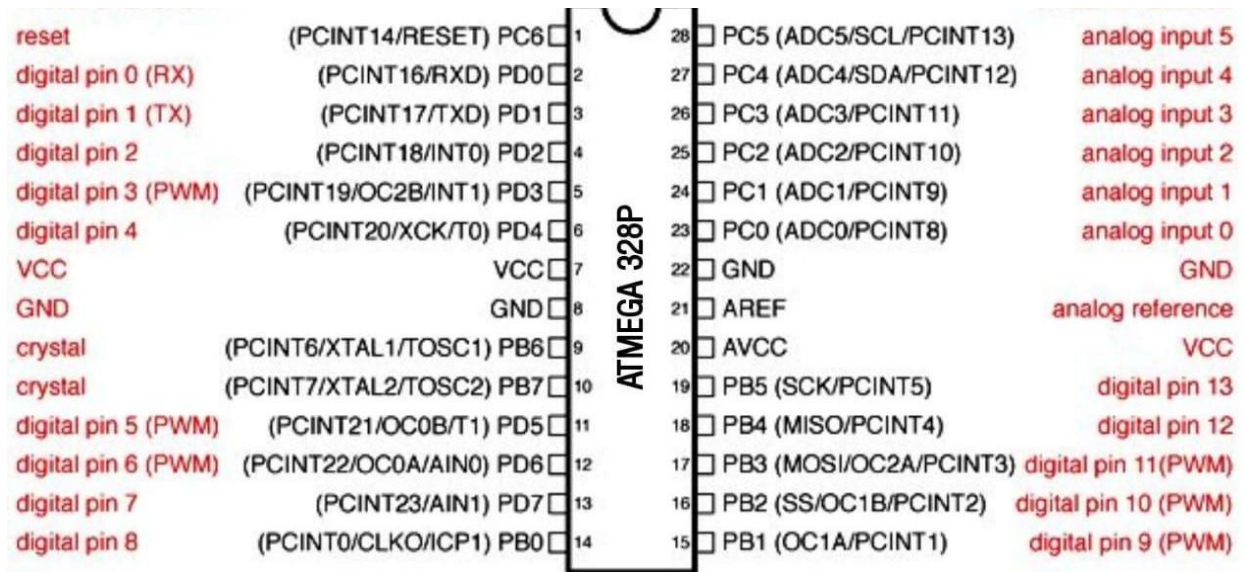 reset (PCINT14/RESET) PC6 1 28 PC5 (ADC5/SCL/PCINT13) analog input 5
digital pin 0 (RX) (PCINT16/RXD) PD0 2 27 PC4 (ADC4/SDA/PCINT12) analog input 4
digital pin 1 (TX) (PCINT17/TXD) PD1 3 26 PC3 (ADC3/PCINT11) analog input 3
digital pin 2 (PCINT18/INT0) PD2 4 25 PC2 (ADC2/PCINT10) analog input 2
digital pin 3 (PWM) (PCINT19/OC2B/INT1) PD3 5 24 PC1 (ADC1/PCINT9) analog input 1
digital pin 4 (PCINT20/XCK/T0) PD4 6 23 PC0 (ADC0/PCINT8) analog input 0
VCC VCC 7 22 GND GND
GND GND 8 21 AREF analog reference
crystal (PCINT6/XTAL1/TOSC1) PB6 9 20 AVCC VCC
crystal (PCINT7/XTAL2/TOSC2) PB7 10 19 PB5 (SCK/PCINT5) digital pin 13
digital pin 5 (PWM) (PCINT21/OC0B/T1) PD5 11 18 PB4 (MISO/PCINT4) digital pin 12
digital pin 6 (PWM) (PCINT22/OC0A/AIN0) PD6 12 17 PB3 (MOSI/OC2A/PCINT3) digital pin 11(PWM)
digital pin 7 (PCINT23/AIN1) PD7 13 16 PB2 (SS/OC1B/PCINT2) digital pin 10 (PWM)
digital pin 8 (PCINT0/CLKO/ICP1) PB0 14 15 PB1 (OC1A/PCINT1) digital pin 9 (PWM)
ATMEGA 328P